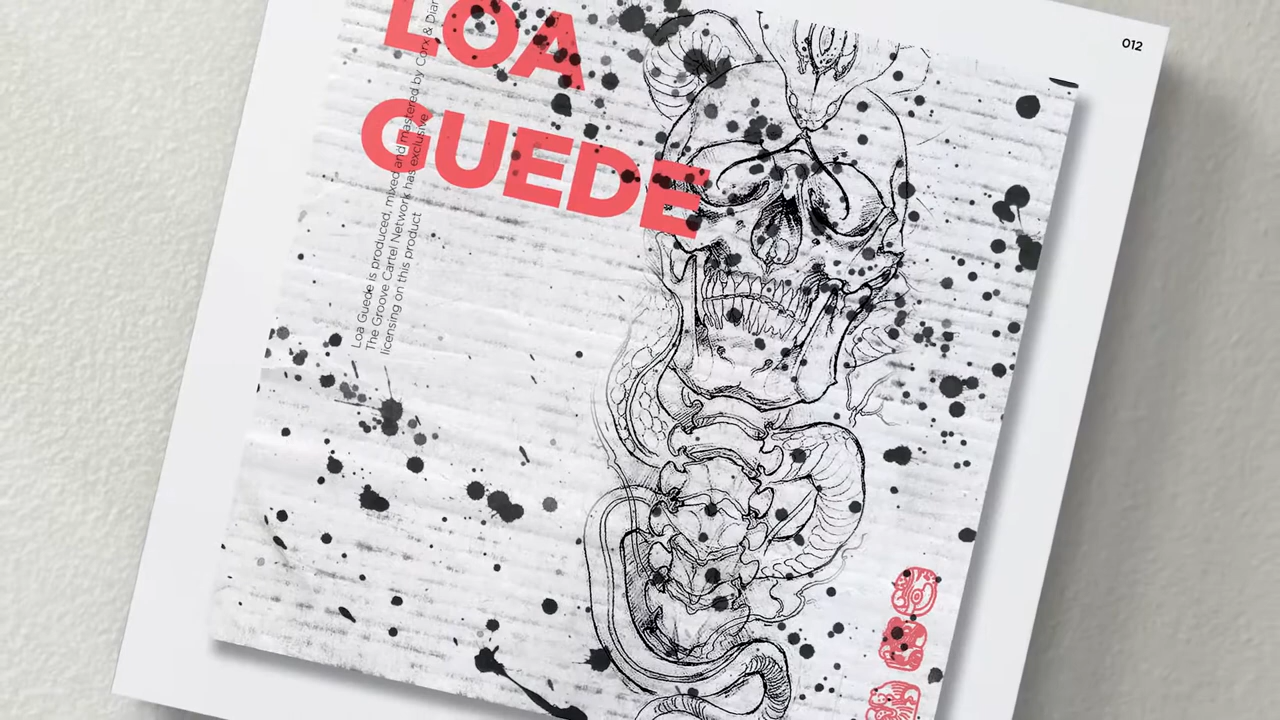 012
LOA
GUEDE
Loa Guede is produced, mixed and mastered by Carx &
The Groove Cartel Network has exclusive
licensing on this product